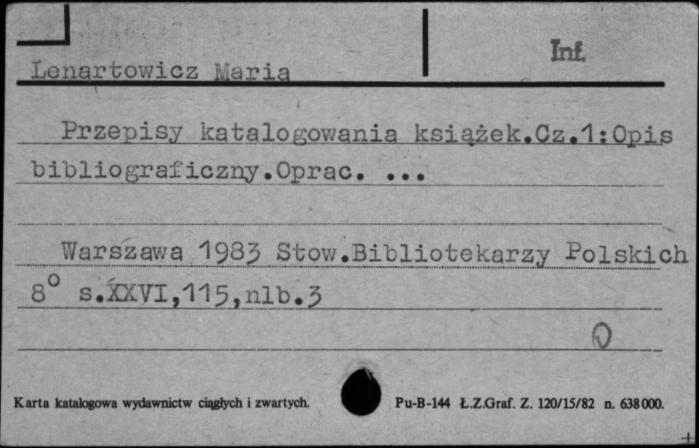 Inf.
Lenartowicz Maria
Przepisy katalogowania książek.Cz.1:Opis
bibliograficzny.Oprac. ...
Warszawa 1983 Stow.Bibliotekarzy Polskich
8° s.XXVI,115,nlb.3
Karta katalogowa wydawnictw ciągłych i zwartych.
Pu-B-144 Ł.Z.Graf. Z. 120/15/82 n. 638000.